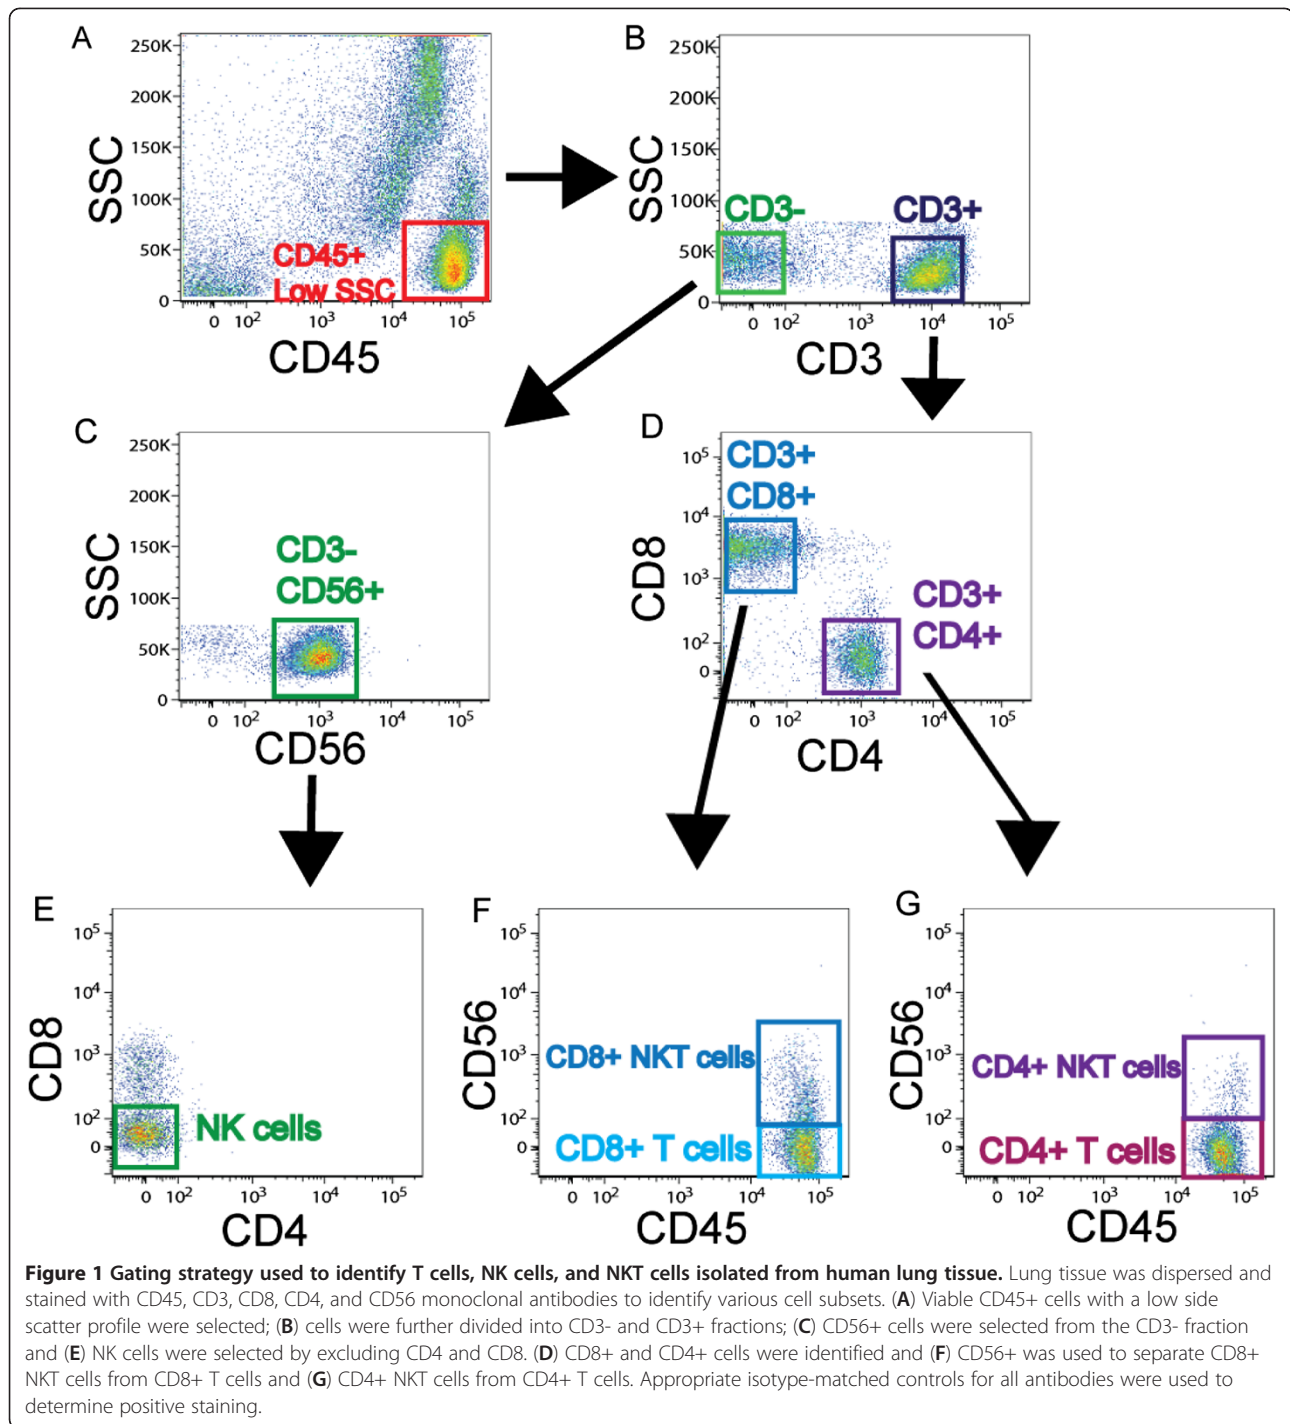 A
250K
200K
150K
100K
50K
0
SSC
CD45+
Low SSC
0 10² 10³ 10⁴ 10⁵
CD45
B
250K
200K
150K
100K
50K
0
SSC
CD3-
CD3+
0 10² 10³ 10⁴ 10⁵
CD3
C
250K
200K
150K
100K
50K
0
SSC
CD3-
CD56+
0 10² 10³ 10⁴ 10⁵
CD56
D
10⁵
10⁴
10³
10²
0
CD8
CD3+
CD8+
CD3+
CD4+
0 10² 10³ 10⁴ 10⁵
CD4
E
10⁵
10⁴
10³
10²
0
CD8
NK cells
0 10² 10³ 10⁴ 10⁵
CD4
F
10⁵
10⁴
10³
10²
0
CD56
CD8+ NKT cells
CD8+ T cells
0 10² 10³ 10⁴ 10⁵
CD45
G
10⁵
10⁴
10³
10²
0
CD56
CD4+ NKT cells
CD4+ T cells
0 10² 10³ 10⁴ 10⁵
CD45
Figure 1 Gating strategy used to identify T cells, NK cells, and NKT cells isolated from human lung tissue. Lung tissue was dispersed and
stained with CD45, CD3, CD8, CD4, and CD56 monoclonal antibodies to identify various cell subsets. (A) Viable CD45+ cells with a low side
scatter profile were selected; (B) cells were further divided into CD3- and CD3+ fractions; (C) CD56+ cells were selected from the CD3- fraction
and (E) NK cells were selected by excluding CD4 and CD8. (D) CD8+ and CD4+ cells were identified and (F) CD56+ was used to separate CD8+
NKT cells from CD8+ T cells and (G) CD4+ NKT cells from CD4+ T cells. Appropriate isotype-matched controls for all antibodies were used to
determine positive staining.